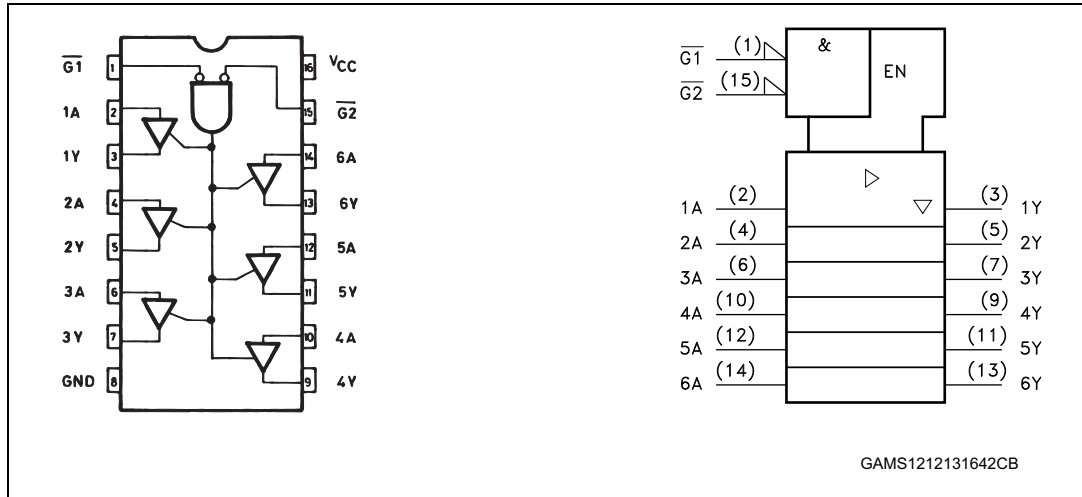 G1 1 16 VCC
1A 2 15 G2
1Y 3 14 6A
2A 4 13 6Y
2Y 5 12 5A
3A 6 11 5Y
3Y 7 10 4A
GND 8 9 4Y
G1 (1) & EN
G2 (15)
1A (2) (3) 1Y
2A (4) (5) 2Y
3A (6) (7) 3Y
4A (10) (9) 4Y
5A (12) (11) 5Y
6A (14) (13) 6Y
GAMS1212131642CB